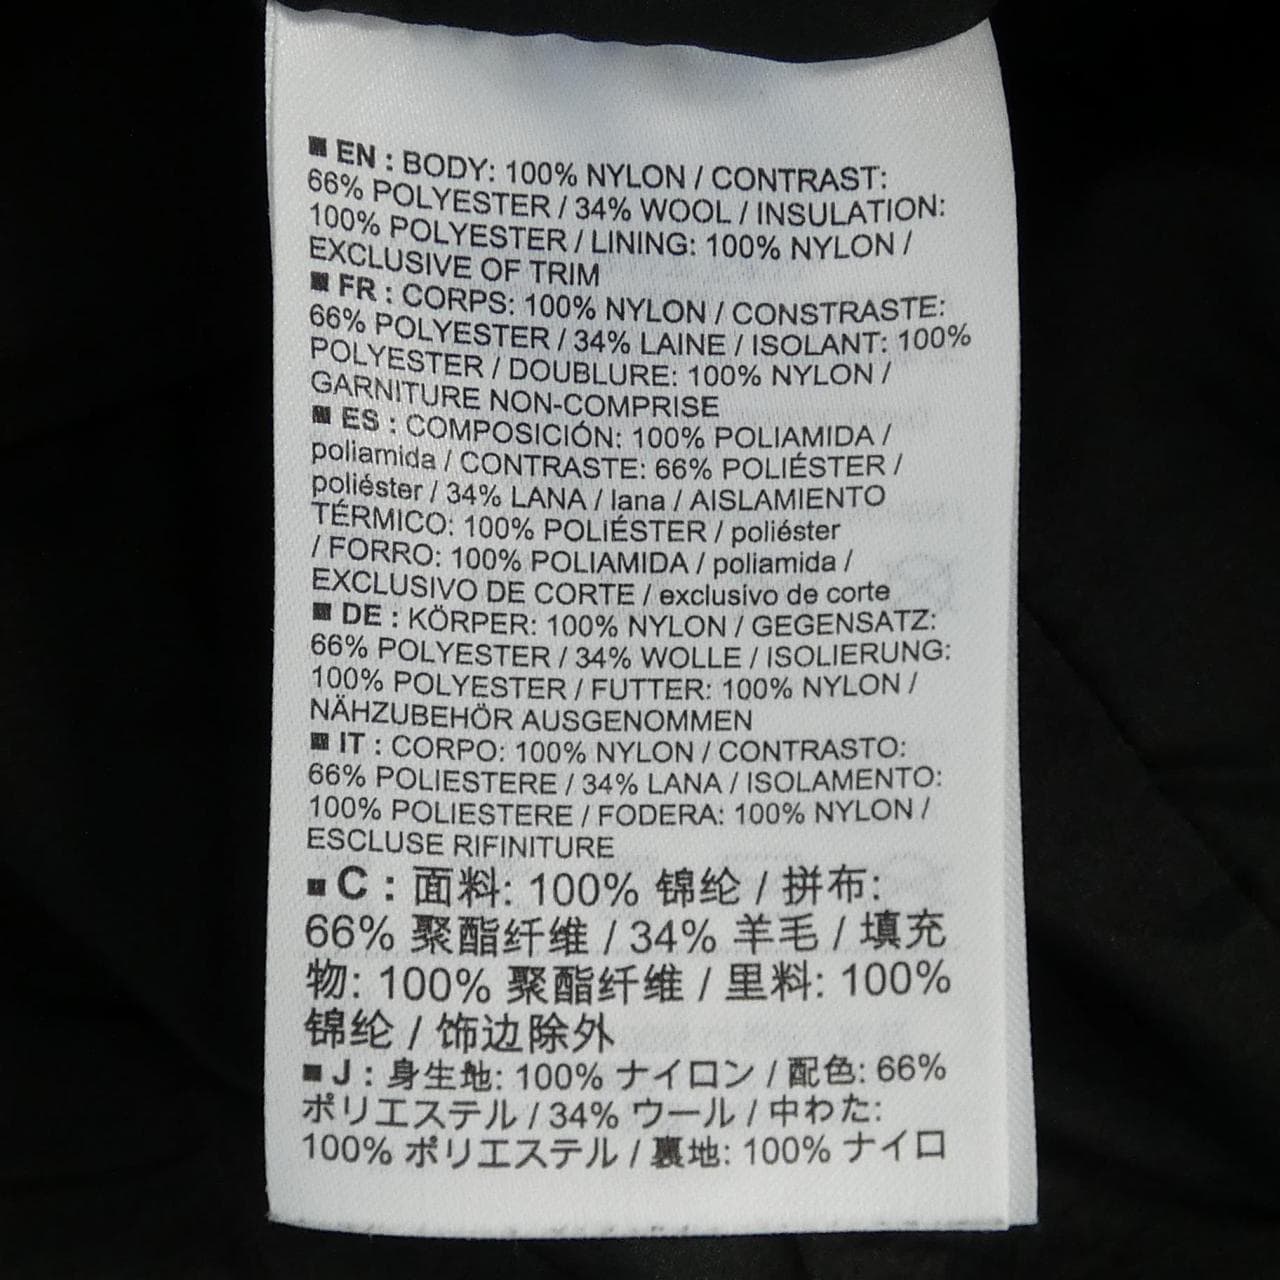 ■ EN : BODY: 100% NYLON / CONTRAST:
66% POLYESTER / 34% WOOL / INSULATION:
100% POLYESTER / LINING: 100% NYLON /
EXCLUSIVE OF TRIM
■ FR : CORPS: 100% NYLON / CONSTRASTE:
66% POLYESTER / 34% LAINE / ISOLANT: 100%
POLYESTER / DOUBLURE: 100% NYLON /
GARNITURE NON-COMPRISE
■ ES : COMPOSICIÓN: 100% POLIAMIDA /
poliamida / CONTRASTE: 66% POLIÉSTER /
poliéster / 34% LANA / lana / AISLAMIENTO
TÉRMICO: 100% POLIÉSTER / poliéster
/ FORRO: 100% POLIAMIDA / poliamida /
EXCLUSIVO DE CORTE / exclusivo de corte
■ DE : KÖRPER: 100% NYLON / GEGENSATZ:
66% POLYESTER / 34% WOLLE / ISOLIERUNG:
100% POLYESTER / FUTTER: 100% NYLON /
NÄHZUBEHÖR AUSGENOMMEN
■ IT : CORPO: 100% NYLON / CONTRASTO:
66% POLIESTERE / 34% LANA / ISOLAMENTO:
100% POLIESTERE / FODERA: 100% NYLON /
ESCLUSE RIFINITURE
■ C : 面料: 100% 锦纶 / 拼布:
66% 聚酯纤维 / 34% 羊毛 / 填充
物: 100% 聚酯纤维 / 里料: 100%
锦纶 / 饰边除外
■ J : 身生地: 100% ナイロン / 配色: 66%
ポリエステル / 34% ウール / 中わた:
100% ポリエステル / 裏地: 100% ナイロ